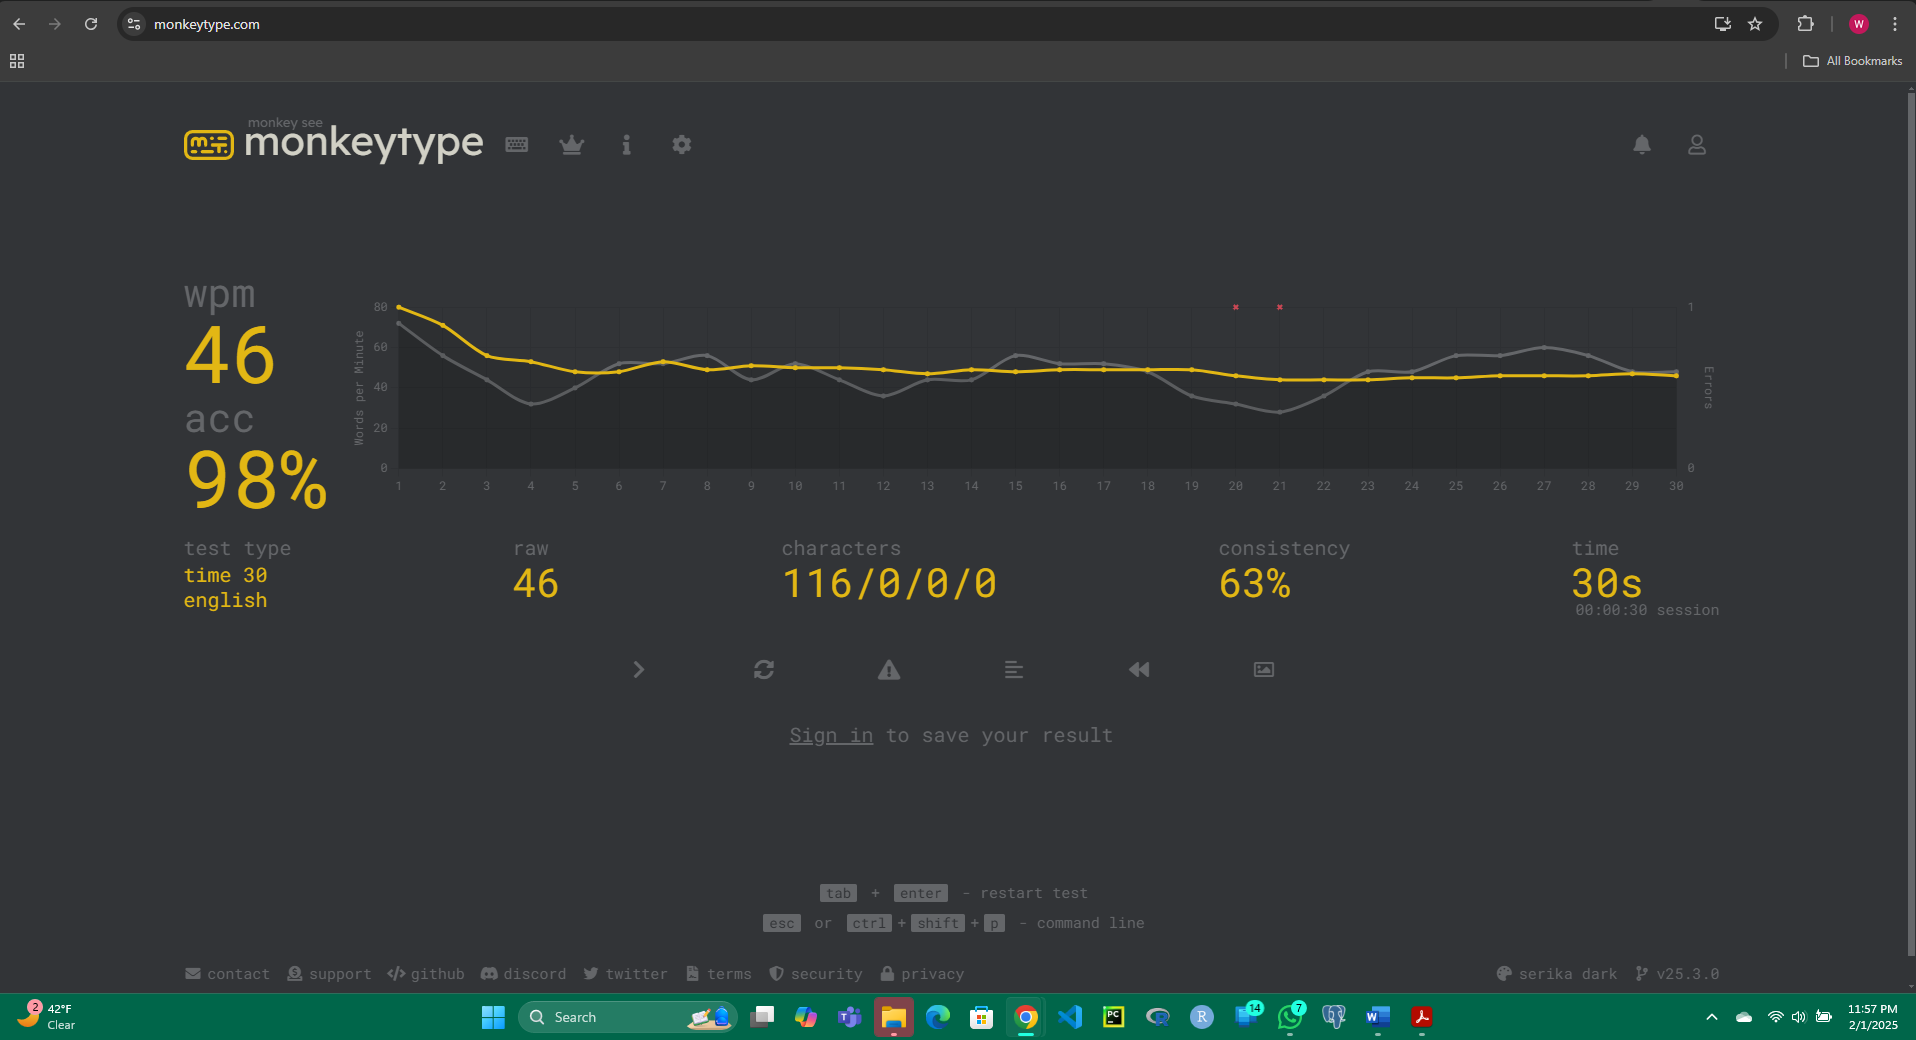 monkeytype.com
W
All Bookmarks
monkey see
monkeytype
wpm
46
acc
98%
80
60
40
20
0
Words per Minute
1
0
Errors
1 2 3 4 5 6 7 8 9 10 11 12 13 14 15 16 17 18 19 20 21 22 23 24 25 26 27 28 29 30
test type
time 30
english
raw
46
characters
116/0/0/0
consistency
63%
time
30s
00:00:30 session
Sign in to save your result
tab + enter - restart test
esc or ctrl + shift + p - command line
contact support github discord twitter terms security privacy serika dark v25.3.0
2
42°F
Clear
Search
PC
R
14
7
W
11:57 PM
2/1/2025